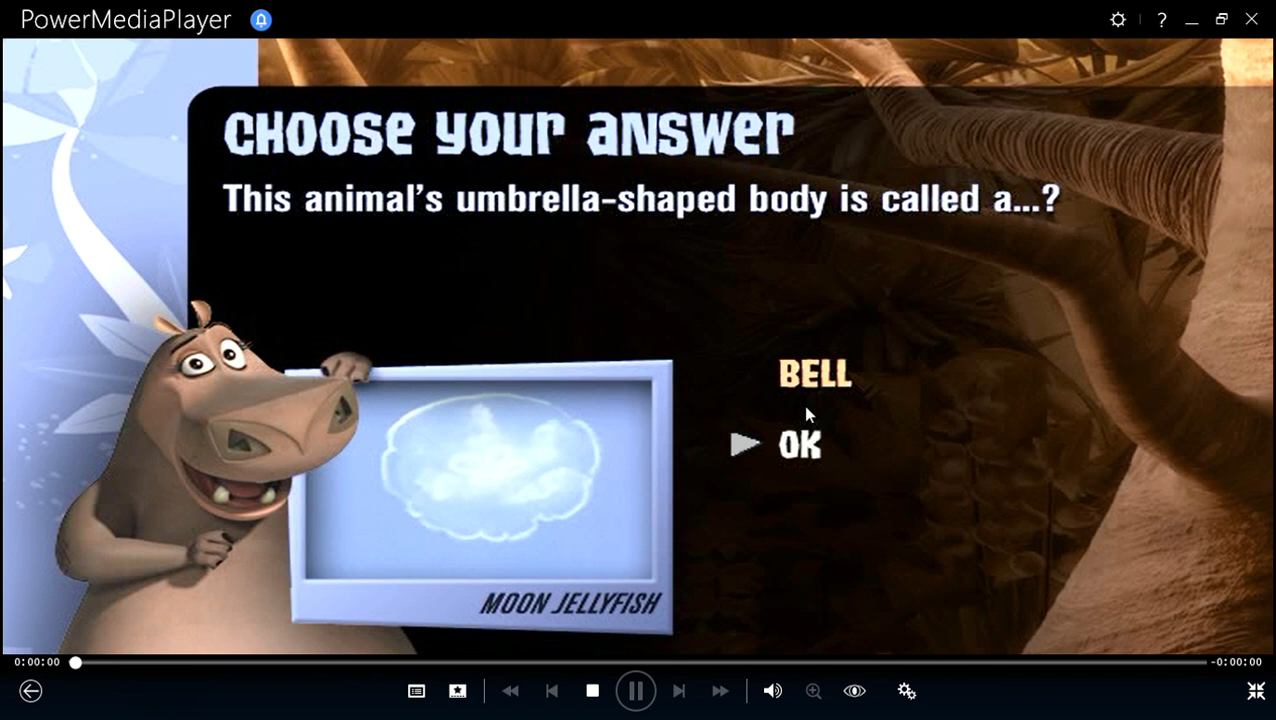 PowerMediaPlayer
CHOOSE YOUR ANSWER
This animal's umbrella-shaped body is called a...?
BELL
OK
MOON JELLYFISH
0:00:00
-0:00:00